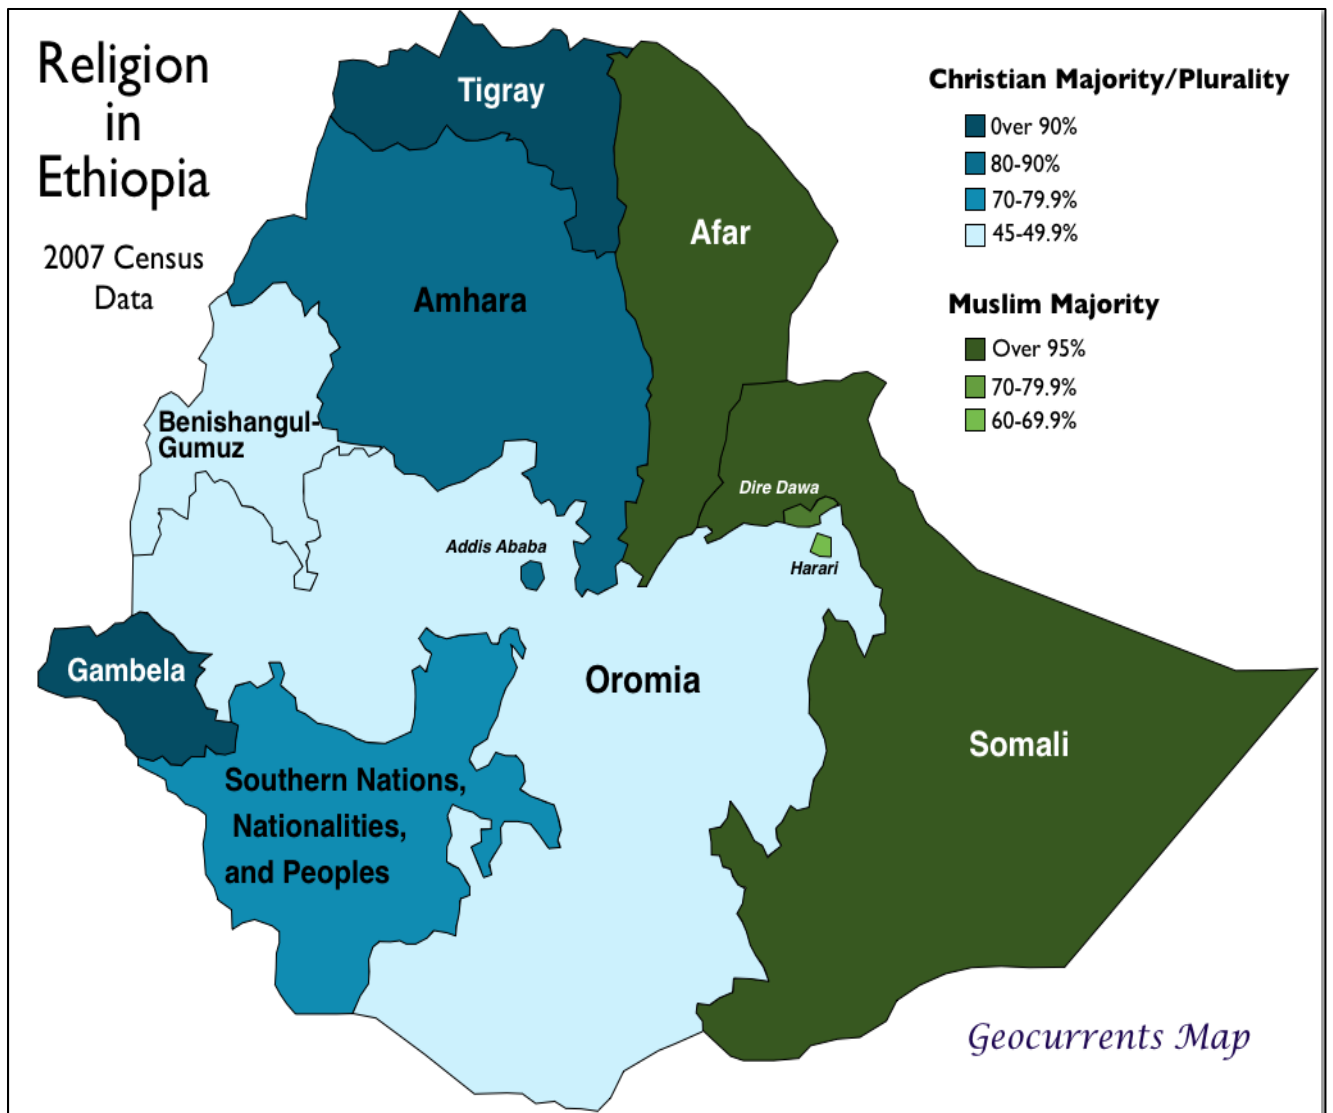 Religion
in
Ethiopia
2007 Census
Data
Christian Majority/Plurality
0ver 90%
80-90%
70-79.9%
45-49.9%
Muslim Majority
Over 95%
70-79.9%
60-69.9%
Tigray
Afar
Amhara
Benishangul-
Gumuz
Dire Dawa
Addis Ababa
Harari
Gambela
Oromia
Somali
Southern Nations,
Nationalities,
and Peoples
Geocurrents Map